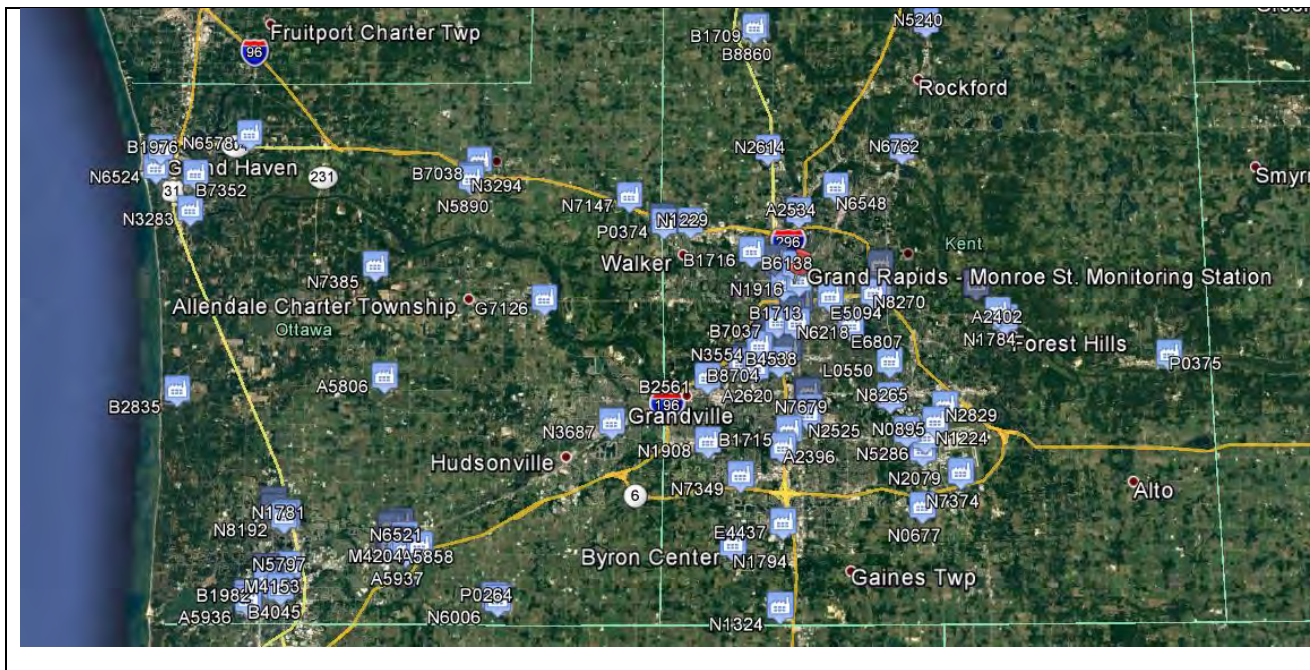 N5240
Fruitport Charter Twp
B1709
96
B8860
Rockford
B1976
N6578
N2614
N6762
N6524
231
B7038
N3294
31
B7352
N5890
N7147
A2534
N6548
N3283
P0374
N1229
296
Kent
Walker
B1716
B6138
N7385
Grand Rapids - Monroe St. Monitoring Station
N1916
N8270
Allendale Charter Township
G7126
B1713
E5094
A2402
Ottawa
B7037
N6218
N1784
E6807
Forest Hills
N3554
B4538
P0375
B8704
L0550
A5806
B2561
A2620
N8265
B2835
196
Grandville
N7679
N2829
N3687
N2525
N0895
N1908
B1715
N1224
A2396
N5286
Hudsonville
N2079
N7349
N7374
Alto
6
N1781
N0677
N8192
N6521
E4437
M4204
A5858
Byron Center
N1794
N5797
A5937
Gaines Twp
M4153
B1982
P0264
A5936
B4045
N6006
N1324